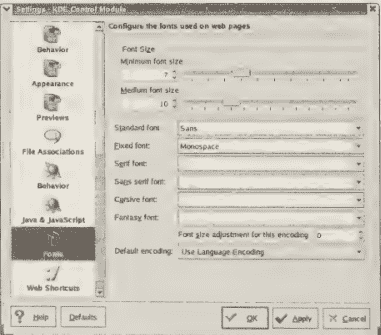 Settings - KDE Control Module
Configure the fonts used on web pages
Behavior
Appearance
Previews
File Associations
Behavior
Java & JavaScript
Fonts
Web Shortcuts
Font Size
Minimum font size
7
Medium font size
10
Standard font: Sans
Fixed font: Monospace
Serif font:
Sans serif font:
Cursive font:
Fantasy font:
Font size adjustment for this encoding: 0
Default encoding: Use Language Encoding
? Help
Defaults
OK
Apply
Cancel